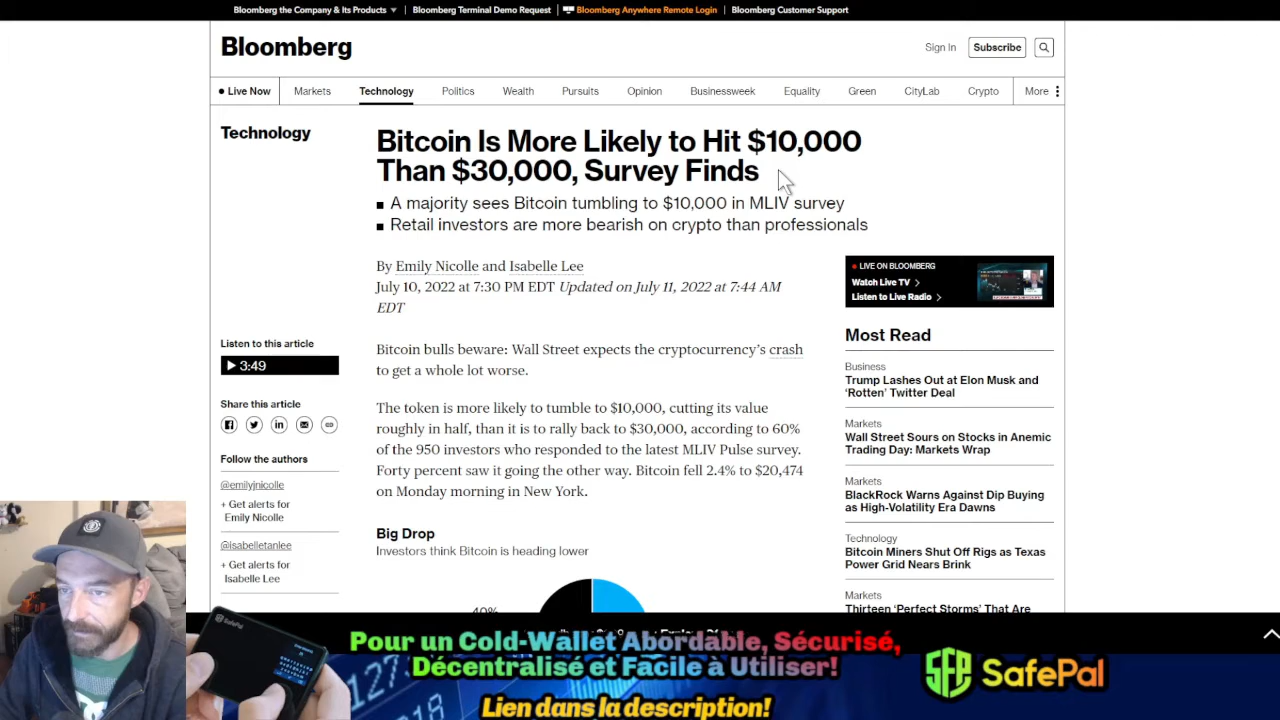 Bloomberg the Company & Its Products
Bloomberg Terminal Demo Request
Bloomberg Anywhere Remote Login
Bloomberg Customer Support
Bloomberg
Sign In
Subscribe
Live Now
Markets
Technology
Politics
Wealth
Pursuits
Opinion
Businessweek
Equality
Green
CityLab
Crypto
More
Technology
Bitcoin Is More Likely to Hit $10,000
Than $30,000, Survey Finds
A majority sees Bitcoin tumbling to $10,000 in MLIV survey
Retail investors are more bearish on crypto than professionals
By Emily Nicolle and Isabelle Lee
July 10, 2022 at 7:30 PM EDT Updated on July 11, 2022 at 7:44 AM
EDT
Listen to this article
3:49
Share this article
Follow the authors
@emilyjnicolle
+ Get alerts for
Emily Nicolle
@isabelletanlee
+ Get alerts for
Isabelle Lee
Bitcoin bulls beware: Wall Street expects the cryptocurrency's crash
to get a whole lot worse.
The token is more likely to tumble to $10,000, cutting its value
roughly in half, than it is to rally back to $30,000, according to 60%
of the 950 investors who responded to the latest MLIV Pulse survey.
Forty percent saw it going the other way. Bitcoin fell 2.4% to $20,474
on Monday morning in New York.
Big Drop
Investors think Bitcoin is heading lower
40%
LIVE ON BLOOMBERG
Watch Live TV
Listen to Live Radio
Most Read
Business
Trump Lashes Out at Elon Musk and
'Rotten' Twitter Deal
Markets
Wall Street Sours on Stocks in Anemic
Trading Day: Markets Wrap
Markets
BlackRock Warns Against Dip Buying
as High-Volatility Era Dawns
Technology
Bitcoin Miners Shut Off Rigs as Texas
Power Grid Nears Brink
Markets
Thirteen 'Perfect Storms' That Are
Pour un Cold-Wallet Abordable, Sécurisé,
Décentralisé et Facile à Utiliser!
Lien dans la description!
SafePal
SafePal